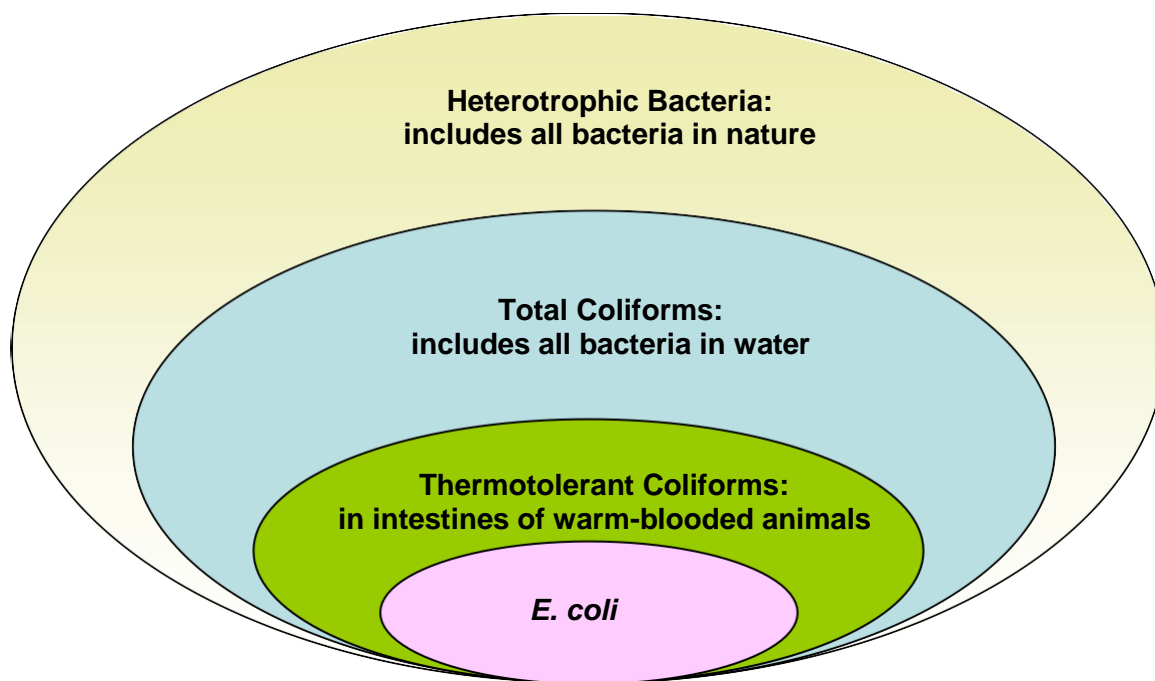 Heterotrophic Bacteria:
includes all bacteria in nature
Total Coliforms:
includes all bacteria in water
Thermotolerant Coliforms:
in intestines of warm-blooded animals
E. coli